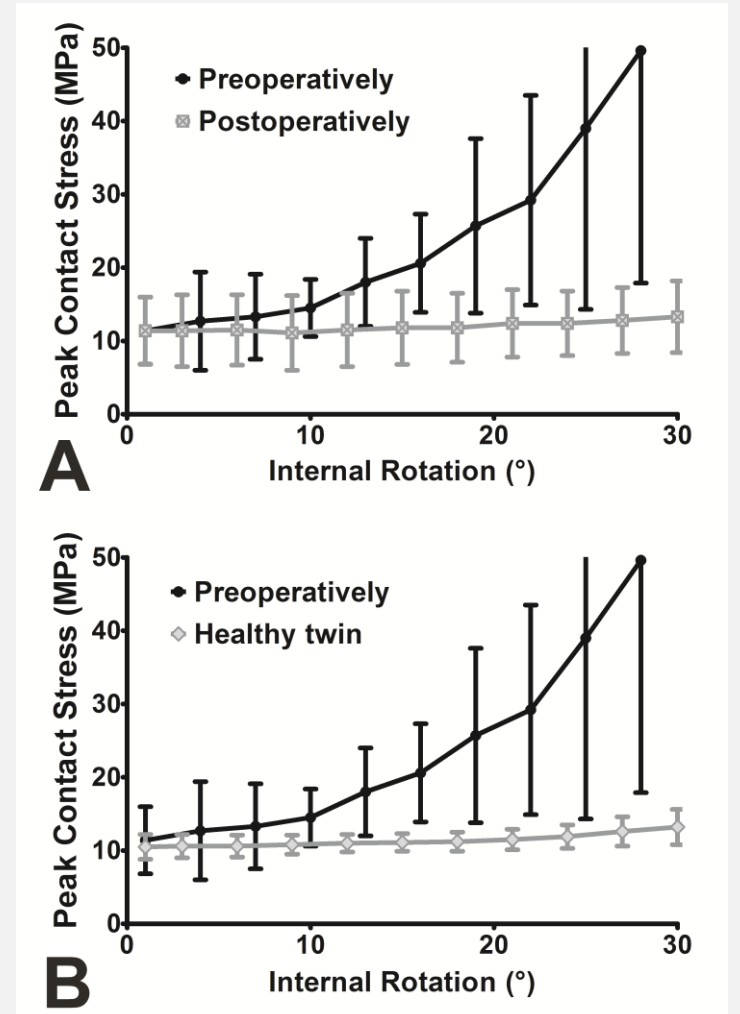 Peak Contact Stress (MPa)
50
40
30
20
10
0
Preoperatively
Postoperatively
0 10 20 30
Internal Rotation (°)
A
Peak Contact Stress (MPa)
50
40
30
20
10
0
Preoperatively
Healthy twin
0 10 20 30
Internal Rotation (°)
B